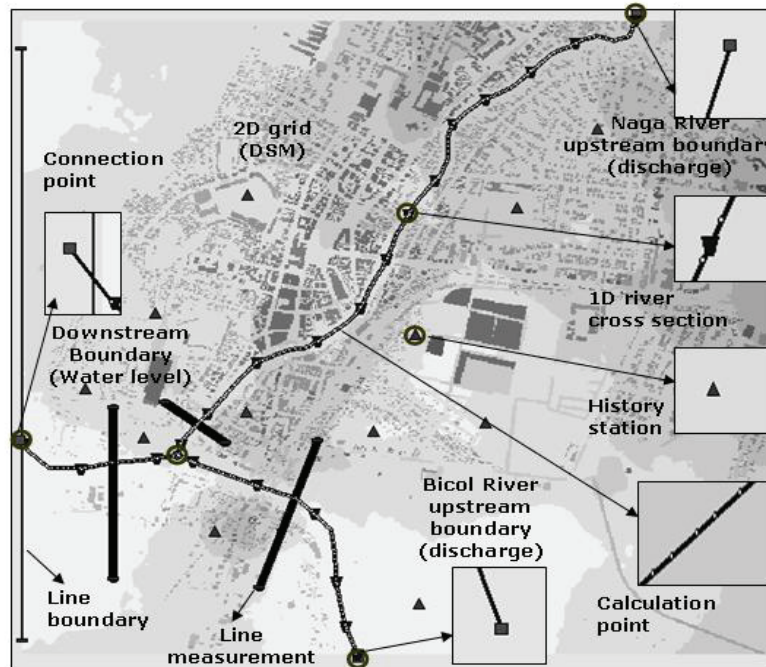 2D grid
(DSM)
Connection
point
Naga River
upstream boundary
(discharge)
1D river
cross section
Downstream
Boundary
(Water level)
History
station
Bicol River
upstream
boundary
(discharge)
Line
boundary
Line
measurement
Calculation
point